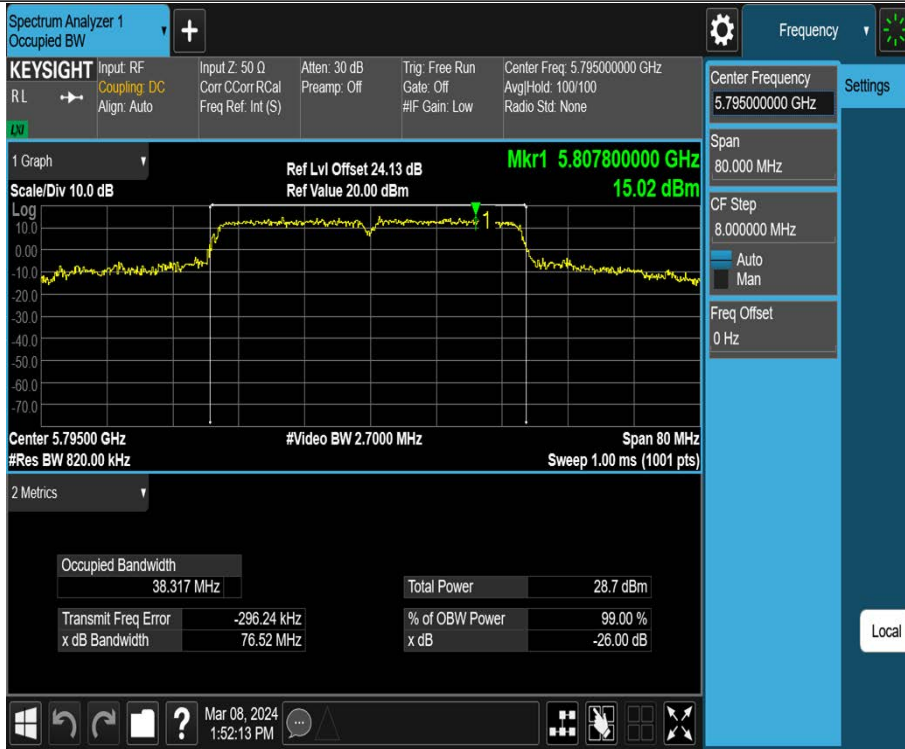 Spectrum Analyzer 1
Occupied BW
+
Frequency
KEYSIGHT
R L
LXI
Input: RF
Coupling: DC
Align: Auto
Input Z: 50 Ω
Corr CCorr RCal
Freq Ref: Int (S)
Atten: 30 dB
Preamp: Off
Trig: Free Run
Gate: Off
#IF Gain: Low
Center Freq: 5.795000000 GHz
Avg|Hold: 100/100
Radio Std: None
Center Frequency
5.795000000 GHz
Settings
Span
80.000 MHz
CF Step
8.000000 MHz
Auto
Man
Freq Offset
0 Hz
Local
1 Graph
Scale/Div 10.0 dB
Ref Lvl Offset 24.13 dB
Ref Value 20.00 dBm
Mkr1 5.807800000 GHz
15.02 dBm
Log
10.0
0.00
-10.0
-20.0
-30.0
-40.0
-50.0
-60.0
-70.0
1
Center 5.79500 GHz
#Res BW 820.00 kHz
#Video BW 2.7000 MHz
Span 80 MHz
Sweep 1.00 ms (1001 pts)
2 Metrics
Occupied Bandwidth
38.317 MHz
Transmit Freq Error -296.24 kHz
x dB Bandwidth 76.52 MHz
Total Power 28.7 dBm
% of OBW Power 99.00 %
x dB -26.00 dB
?
Mar 08, 2024
1:52:13 PM